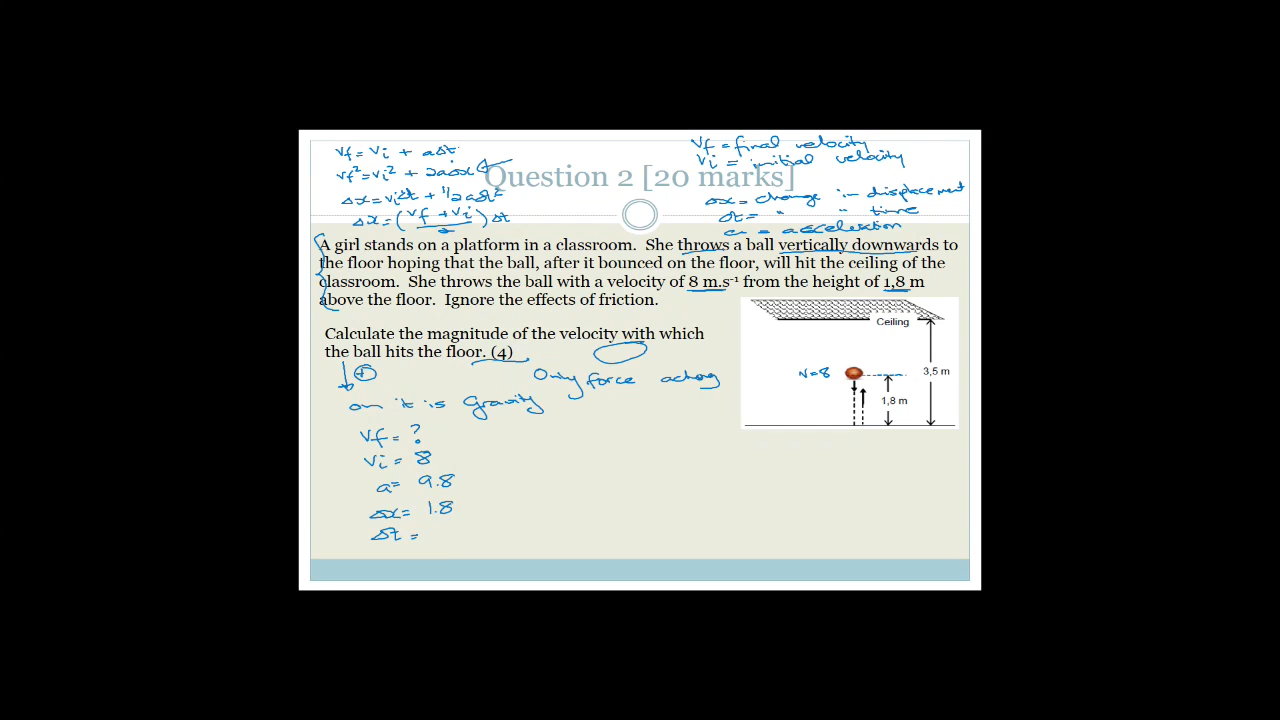 vf = vi + aΔt
vf² = vi² + 2aΔx
Δx = viΔt + 1/2 aΔt²
Δx = (vf + vi / 2) Δt
vf = final velocity
vi = initial velocity
Δx = change in displacement
Δt = " " time
a = acceleration
Question 2 [20 marks]
A girl stands on a platform in a classroom. She throws a ball vertically downwards to
the floor hoping that the ball, after it bounced on the floor, will hit the ceiling of the
classroom. She throws the ball with a velocity of 8 m.s⁻¹ from the height of 1,8 m
above the floor. Ignore the effects of friction.
Calculate the magnitude of the velocity with which
the ball hits the floor. (4)
↓ ⊕
Only force acting
on it is gravity
vf = ?
vi = 8
a = 9.8
Δx = 1.8
Δt =
Ceiling
v=8
3,5 m
1,8 m